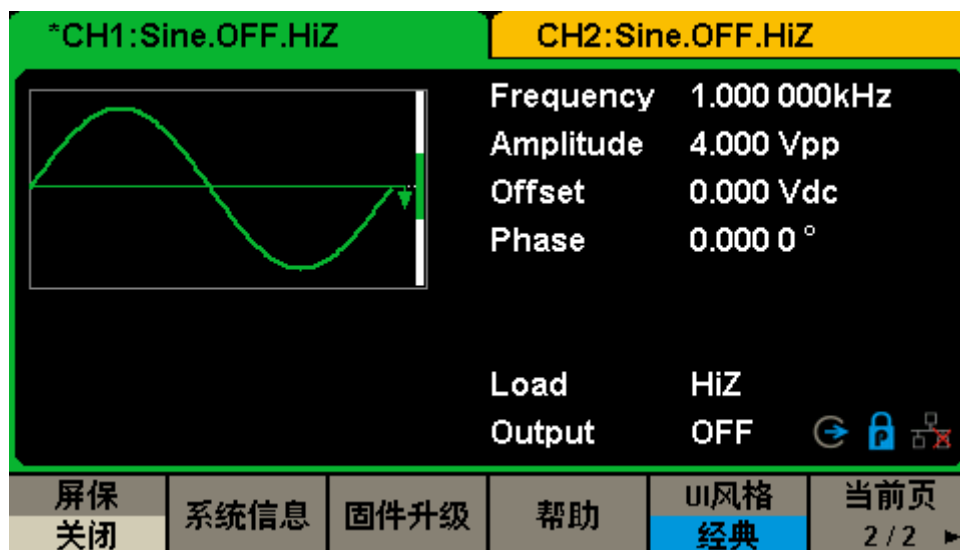 *CH1:Sine.OFF.HiZ
CH2:Sine.OFF.HiZ
Frequency 1.000 000kHz
Amplitude 4.000 Vpp
Offset 0.000 Vdc
Phase 0.000 0 °
Load HiZ
Output OFF
屏保
关闭
系统信息
固件升级
帮助
UI风格
经典
当前页
2/2